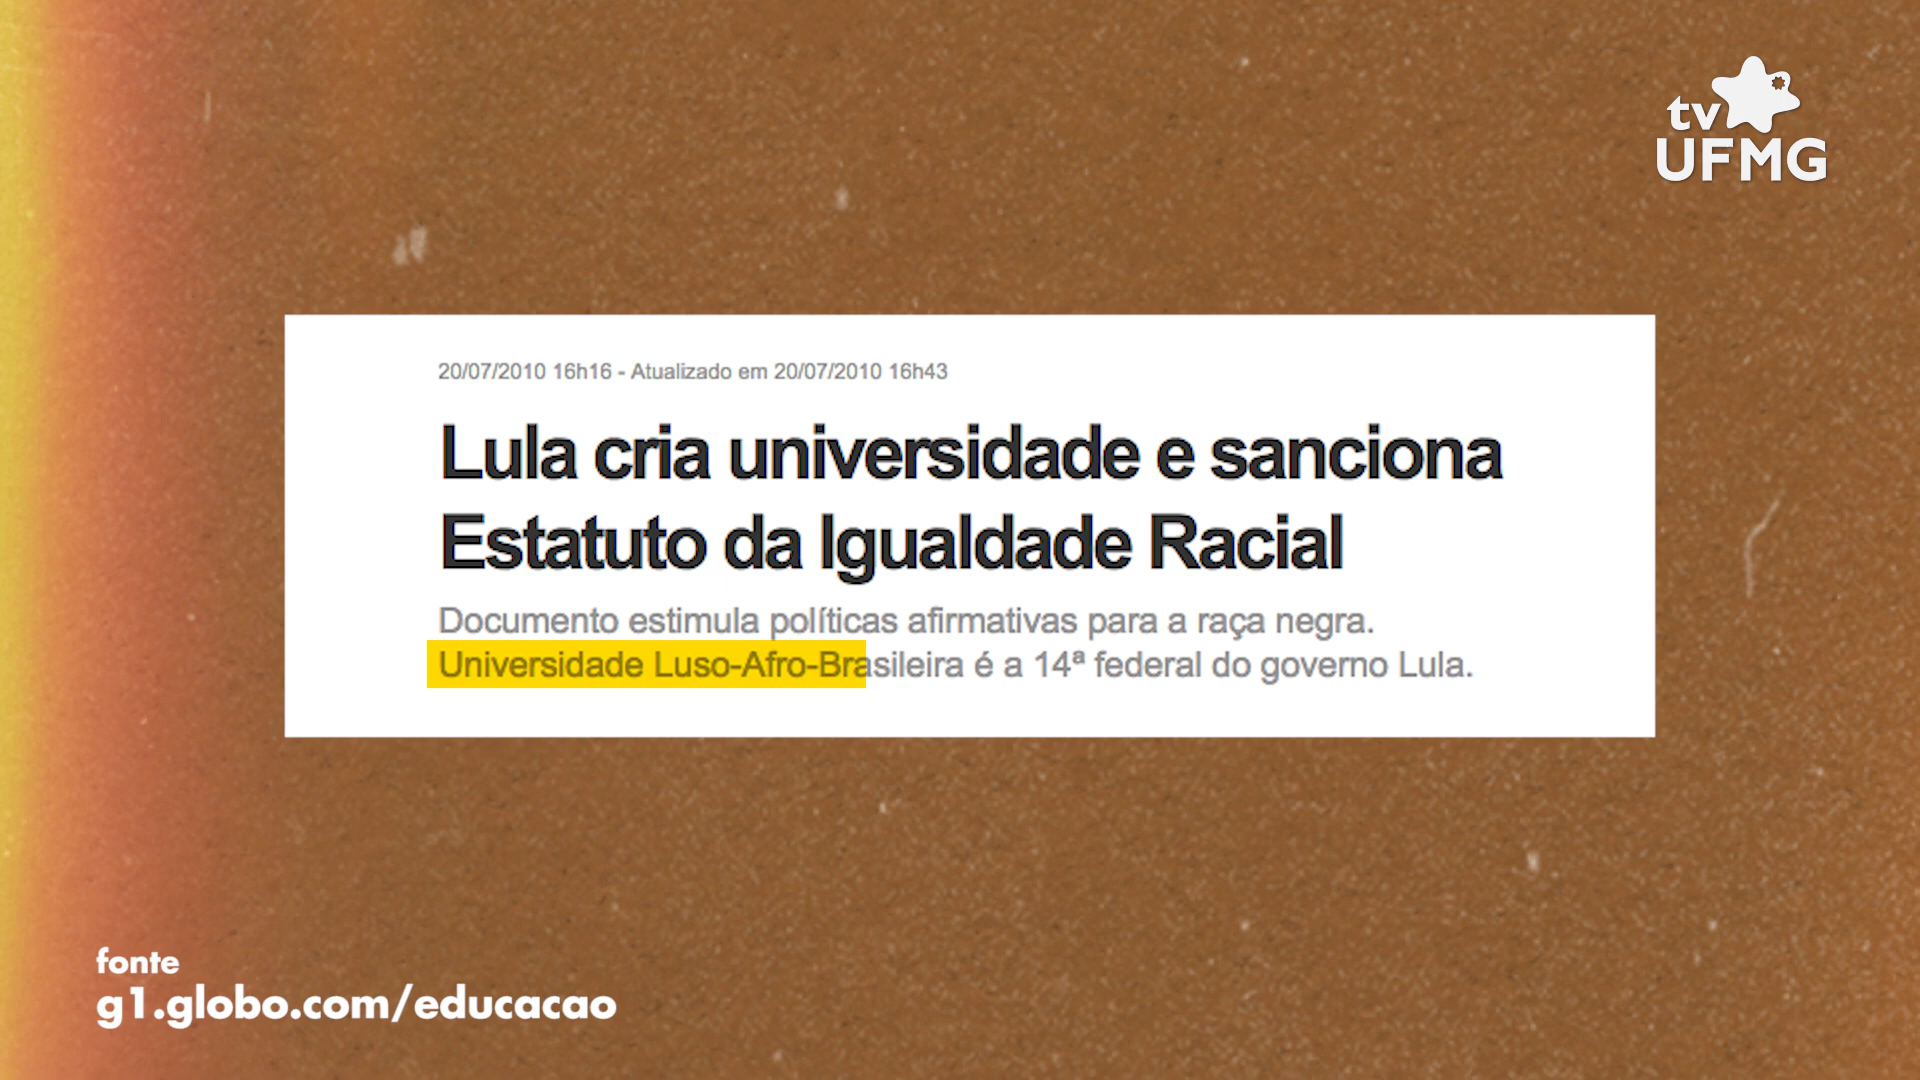 tv
UFMG
20/07/2010 16h16 - Atualizado em 20/07/2010 16h43
Lula cria universidade e sanciona
Estatuto da Igualdade Racial
Documento estimula políticas afirmativas para a raça negra.
Universidade Luso-Afro-Brasileira é a 14ª federal do governo Lula.
fonte
g1.globo.com/educacao